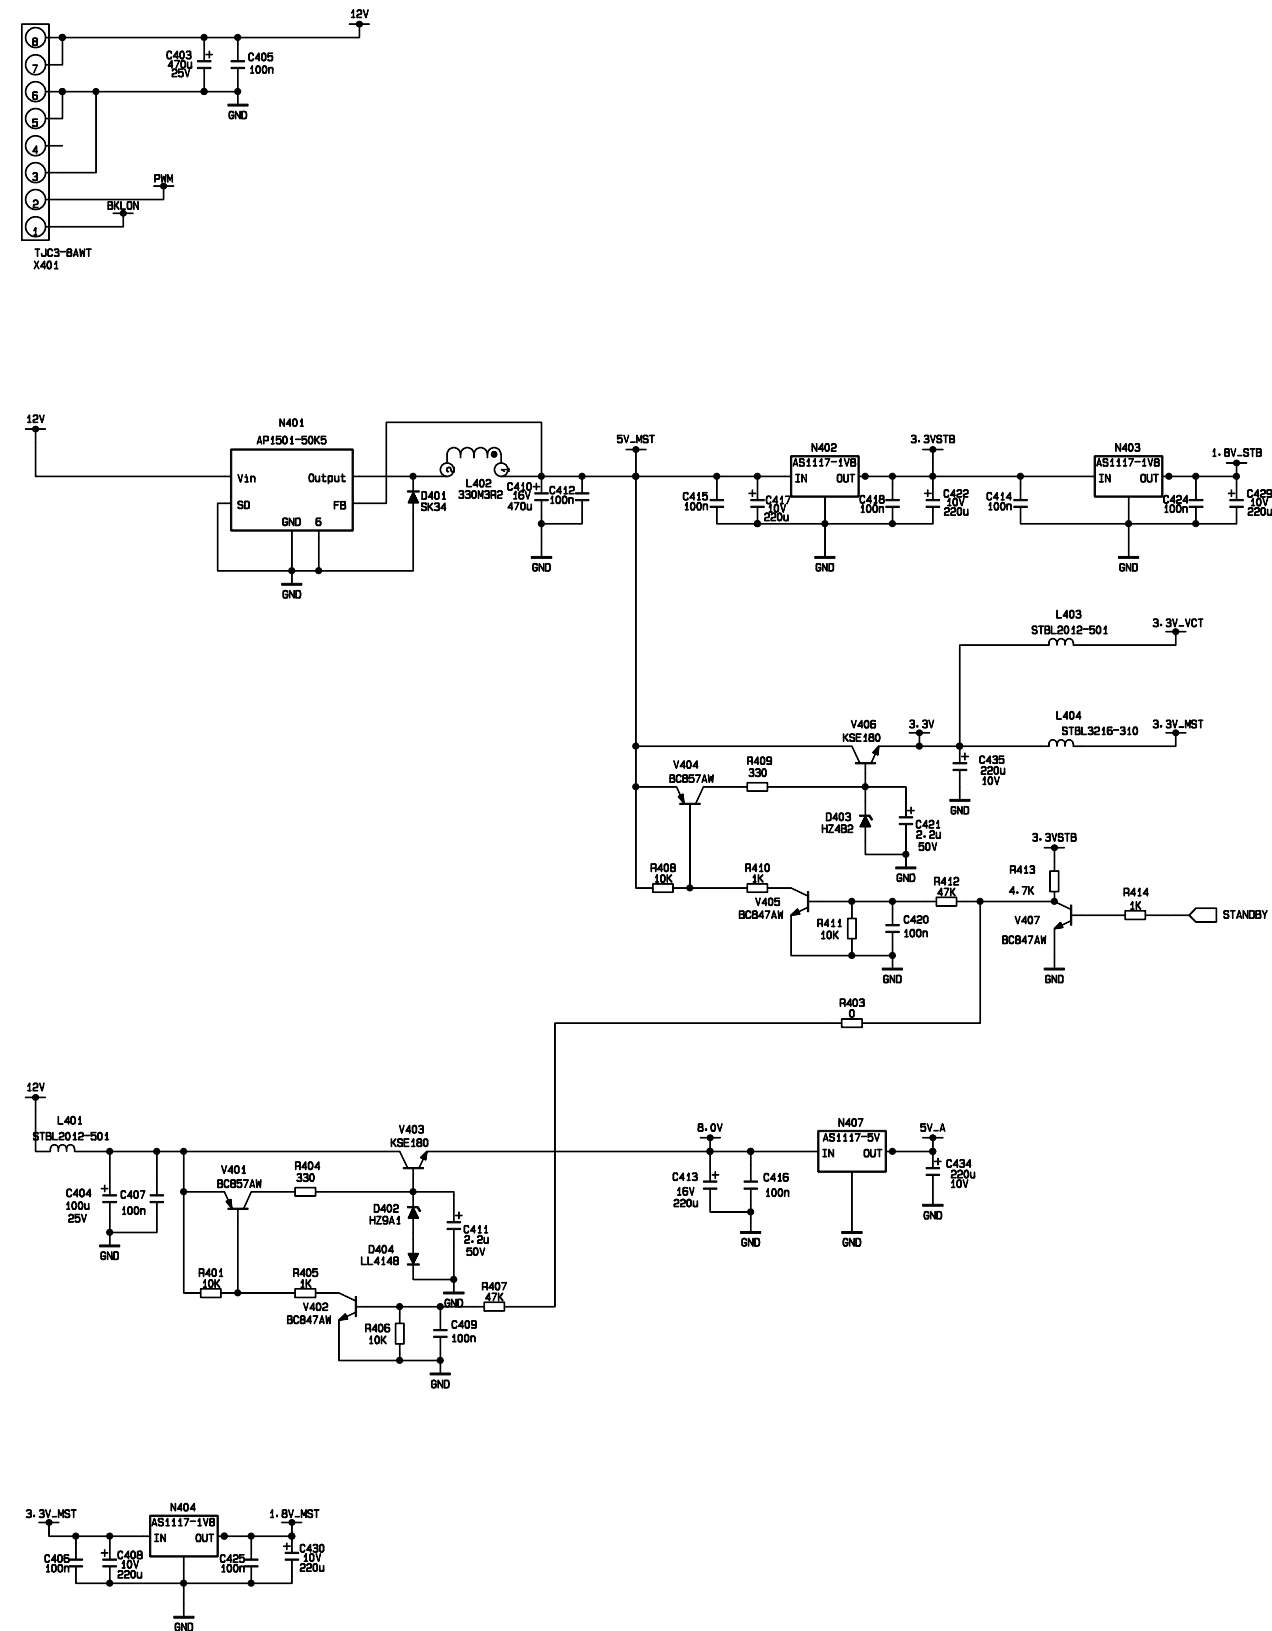 12V
8
C403
470u
25V
C405
100n
7
6
GND
5
4
3
PWM
2
BKLON
1
TJC3-8AWT
X401
12V
N401
AP1501-50K5
Vin
Output
SD
FB
GND 6
GND
D401
SK34
2
1
L402
330M3R2
C410
16V
470u
C412
100n
GND
5V_MST
C415
100n
C417
10V
220u
N402
AS1117-1V8
IN OUT
C418
100n
3.3VSTB
C422
10V
220u
GND
C414
100n
N403
AS1117-1V8
IN OUT
C424
100n
1.8V_STB
C429
10V
220u
GND
L403
STBL2012-501
3.3V_VCT
V406
KSE180
3.3V
L404
STBL3216-310
3.3V_MST
V404
BC857AW
R409
330
C435
220u
10V
GND
D403
HZ4B2
C421
2.2u
50V
GND
3.3VSTB
R408
10K
R410
1K
R412
47K
R413
4.7K
R414
1K
V405
BC847AW
R411
10K
C420
100n
GND
V407
BC847AW
STANDBY
GND
R403
0
12V
L401
STBL2012-501
V403
KSE180
8.0V
N407
AS1117-5V
IN OUT
5V_A
V401
BC857AW
R404
330
C404
100u
25V
C407
100n
GND
D402
HZ9A1
D404
LL4148
C411
2.2u
50V
GND
C413
16V
220u
C416
100n
GND
GND
C434
220u
10V
GND
R401
10K
R405
1K
R407
47K
V402
BC847AW
R406
10K
C409
100n
GND
3.3V_MST
N404
AS1117-1V8
IN OUT
1.8V_MST
C406
100n
C408
10V
220u
C425
100n
C430
10V
220u
GND